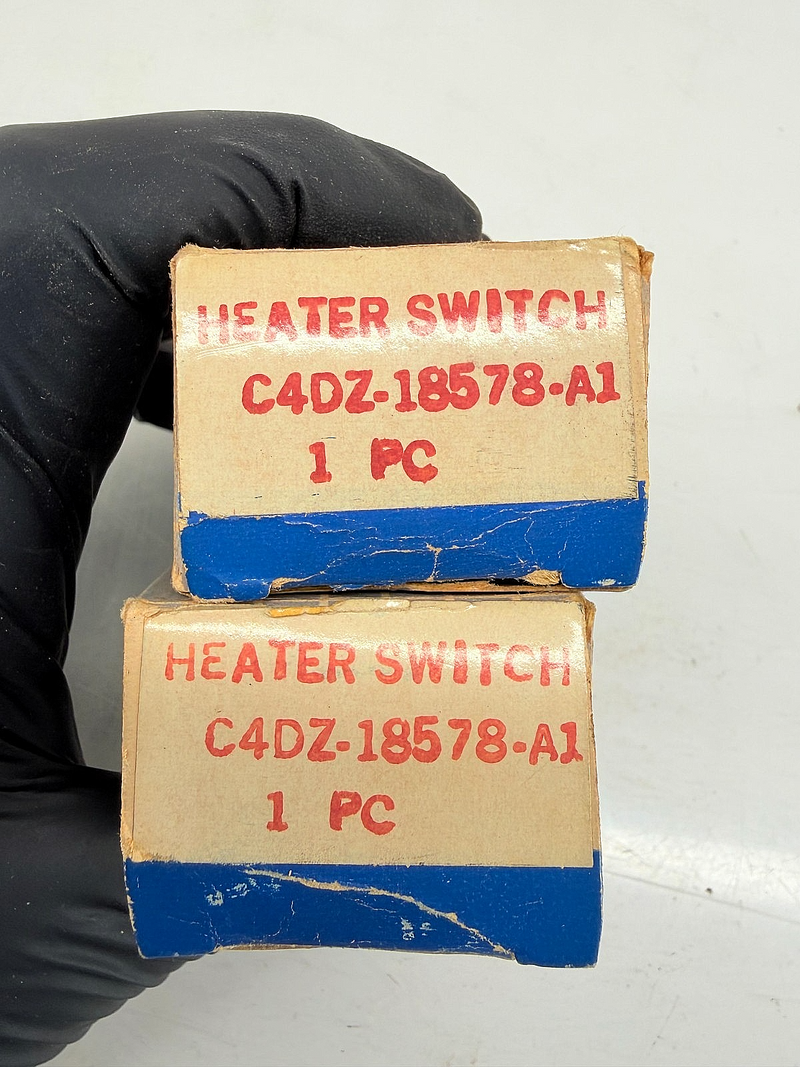 HEATER SWITCH
C4DZ-18578-A1
1 PC
HEATER SWITCH
C4DZ-18578-A1
1 PC